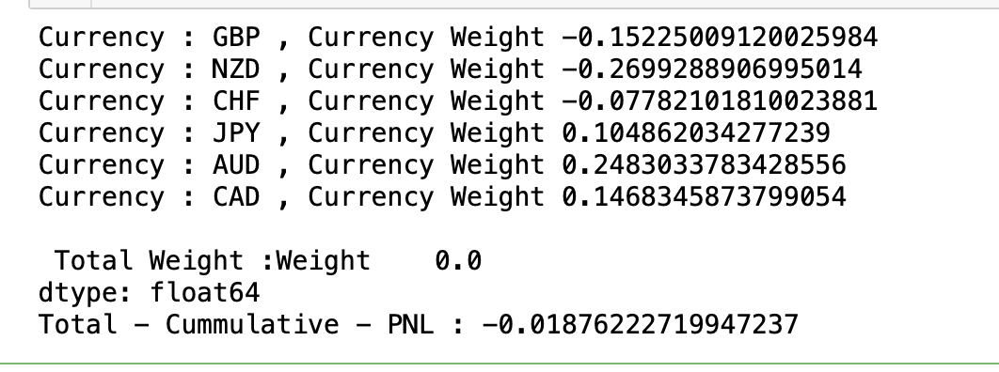 Currency : GBP , Currency Weight -0.15225009120025984
Currency : NZD , Currency Weight -0.2699288906995014
Currency : CHF , Currency Weight -0.07782101810023881
Currency : JPY , Currency Weight 0.104862034277239
Currency : AUD , Currency Weight 0.2483033783428556
Currency : CAD , Currency Weight 0.1468345873799054
Total Weight :Weight    0.0
dtype: float64
Total - Cummulative - PNL : -0.01876222719947237